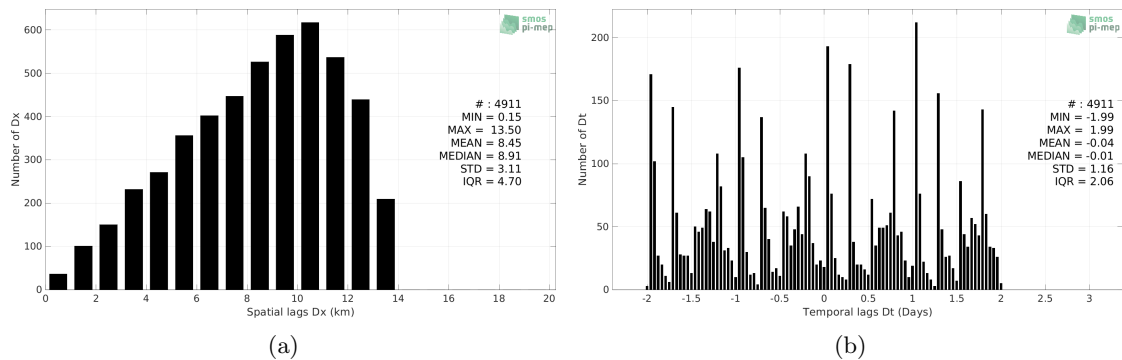 smos
pi-mep
600
500
400
300
200
100
0
Number of Dx
# : 4911
MIN = 0.15
MAX = 13.50
MEAN = 8.45
MEDIAN = 8.91
STD = 3.11
IQR = 4.70
0 2 4 6 8 10 12 14 16 18 20
Spatial lags Dx (km)
(a)
smos
pi-mep
200
150
100
50
0
Number of Dt
# : 4911
MIN = -1.99
MAX = 1.99
MEAN = -0.04
MEDIAN = -0.01
STD = 1.16
IQR = 2.06
-2 -1.5 -1 -0.5 0 0.5 1 1.5 2 2.5 3
Temporal lags Dt (Days)
(b)